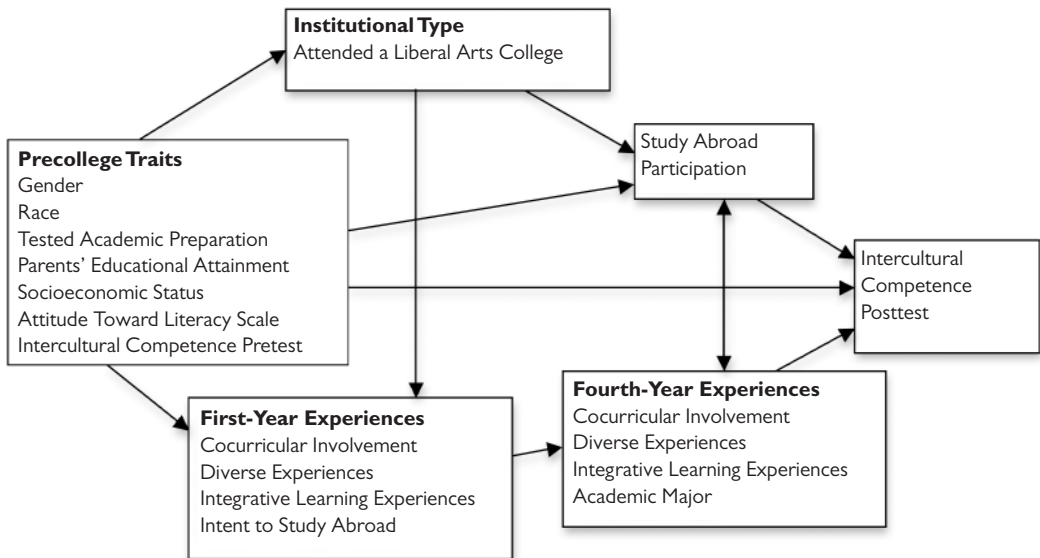 Institutional Type
Attended a Liberal Arts College
Study Abroad
Participation
Precollege Traits
Gender
Race
Tested Academic Preparation
Parents’ Educational Attainment
Socioeconomic Status
Attitude Toward Literacy Scale
Intercultural Competence Pretest
Intercultural
Competence
Posttest
First-Year Experiences
Cocurricular Involvement
Diverse Experiences
Integrative Learning Experiences
Intent to Study Abroad
Fourth-Year Experiences
Cocurricular Involvement
Diverse Experiences
Integrative Learning Experiences
Academic Major